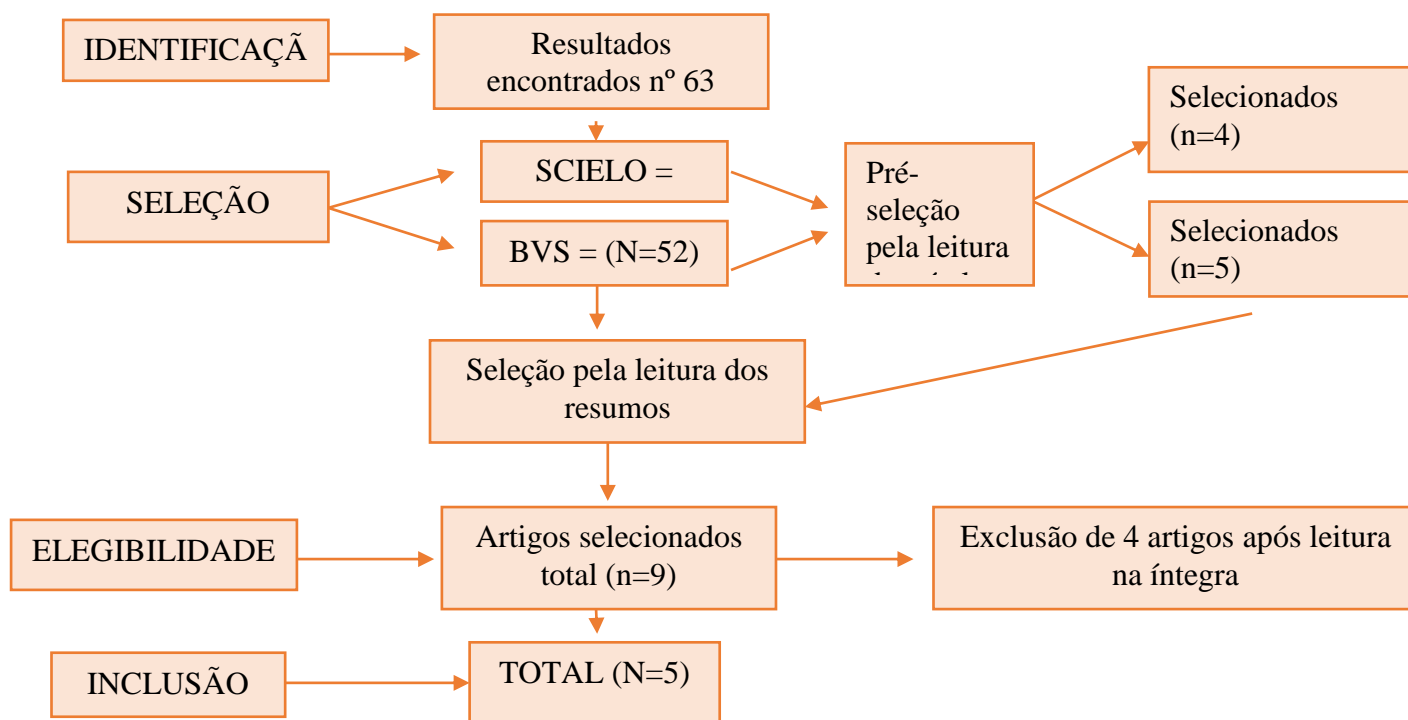 IDENTIFICAÇÃ
Resultados
encontrados nº 63
Selecionados
(n=4)
SELEÇÃO
SCIELO =
BVS = (N=52)
Pré-
seleção
pela leitura
Selecionados
(n=5)
Seleção pela leitura dos
resumos
ELEGIBILIDADE
Artigos selecionados
total (n=9)
Exclusão de 4 artigos após leitura
na íntegra
INCLUSÃO
TOTAL (N=5)